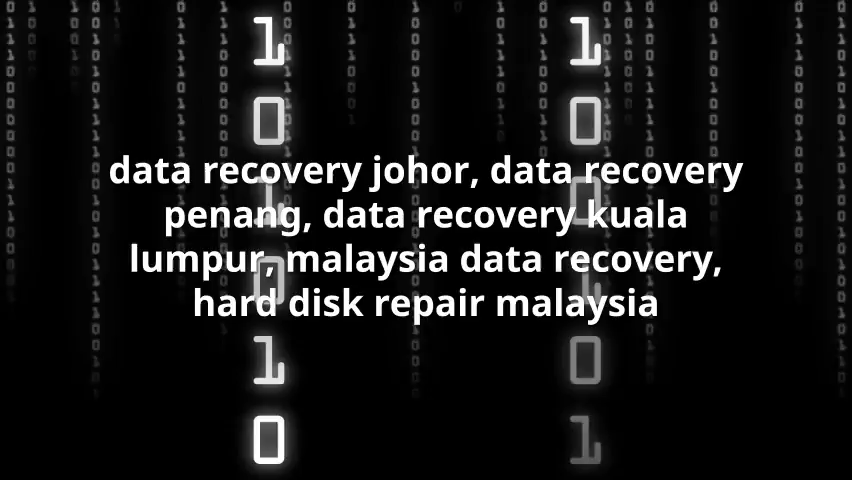 data recovery johor, data recovery
penang, data recovery kuala
lumpur, malaysia data recovery,
hard disk repair malaysia